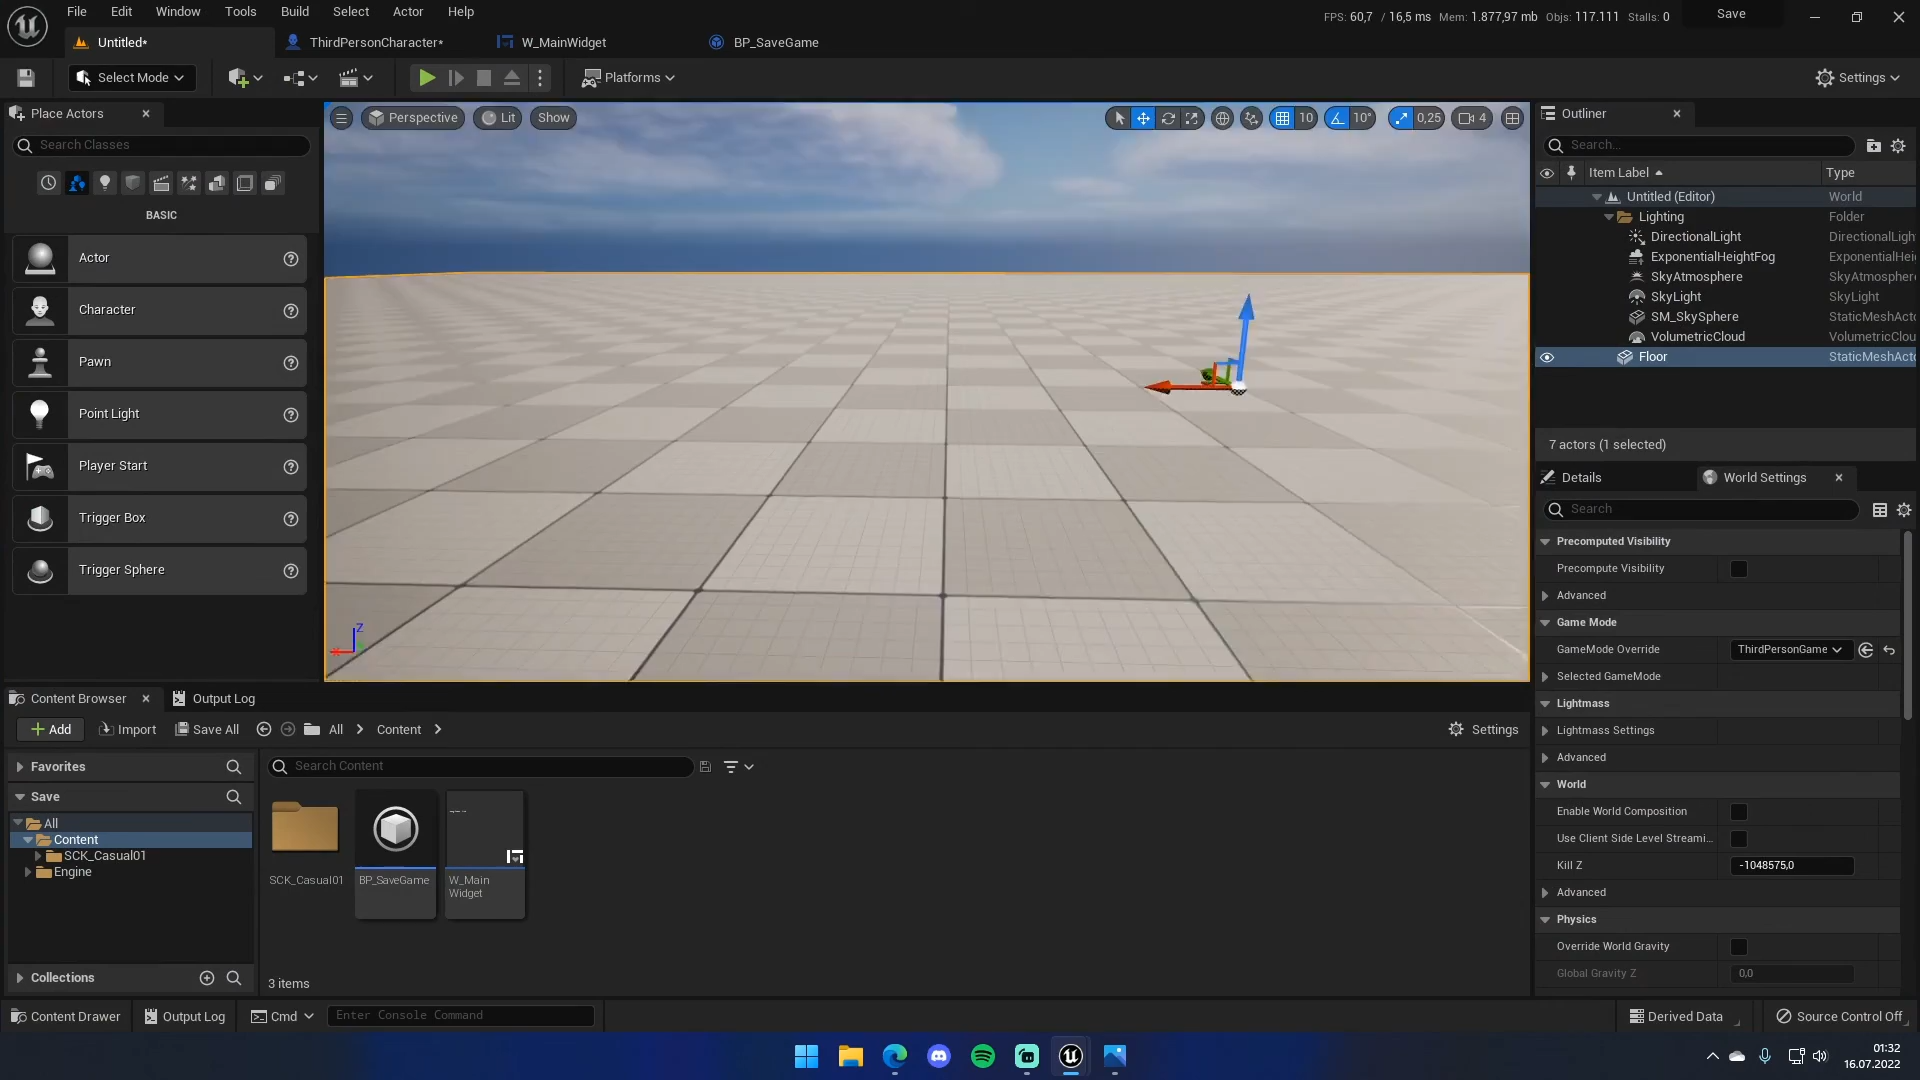 File Edit Window Tools Build Select Actor Help
FPS: 60,7 / 16,5 ms Mem: 1.877,97 mb Objs: 117.111 Stalls: 0 Save
Untitled* ThirdPersonCharacter* W_MainWidget BP_SaveGame
Select Mode Platforms Settings
Place Actors
Search Classes
BASIC
Actor
Character
Pawn
Point Light
Player Start
Trigger Box
Trigger Sphere
Perspective Lit Show 10 10° 0,25 4
Z
X
Outliner
Search...
Item Label Type
Untitled (Editor) World
Lighting Folder
DirectionalLight DirectionalLigh
ExponentialHeightFog ExponentialHei
SkyAtmosphere SkyAtmosphere
SkyLight SkyLight
SM_SkySphere StaticMeshActo
VolumetricCloud VolumetricClou
Floor StaticMeshActo
7 actors (1 selected)
Details World Settings
Search
Precomputed Visibility
Precompute Visibility
Advanced
Game Mode
GameMode Override ThirdPersonGame
Selected GameMode
Lightmass
Lightmass Settings
Advanced
World
Enable World Composition
Use Client Side Level Streami...
Kill Z -1048575,0
Advanced
Physics
Override World Gravity
Global Gravity Z 0,0
Content Browser Output Log
Add Import Save All All Content Settings
Favorites
Save
All
Content
SCK_Casual01
Engine
Collections
Search Content
SCK_Casual01 BP_SaveGame W_Main
Widget
3 items
Content Drawer Output Log Cmd Enter Console Command Derived Data Source Control Off
01:32
16.07.2022